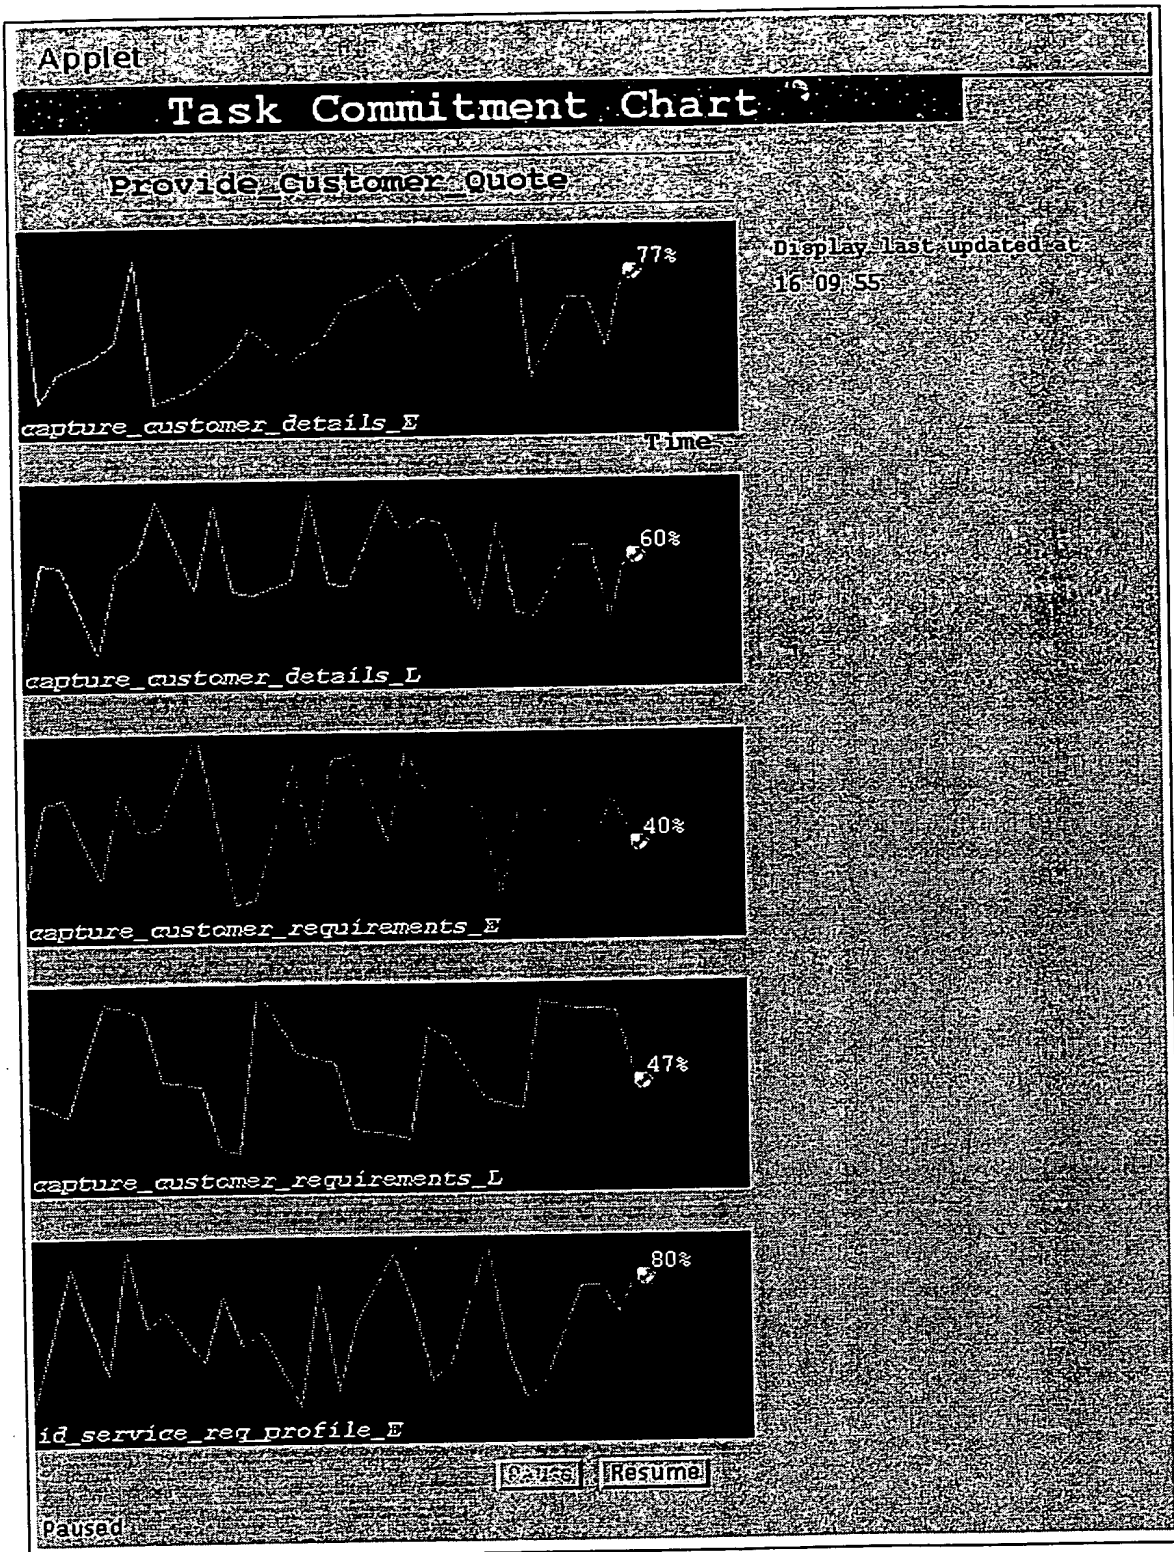 Applet
Task Commitment Chart
Provide_Customer_Quote
77%
Display last updated at
16 09 55
capture_customer_details_E
Time
60%
capture_customer_details_L
40%
capture_customer_requirements_E
47%
capture_customer_requirements_L
80%
id_service_req_profile_E
Pause Resume
Paused